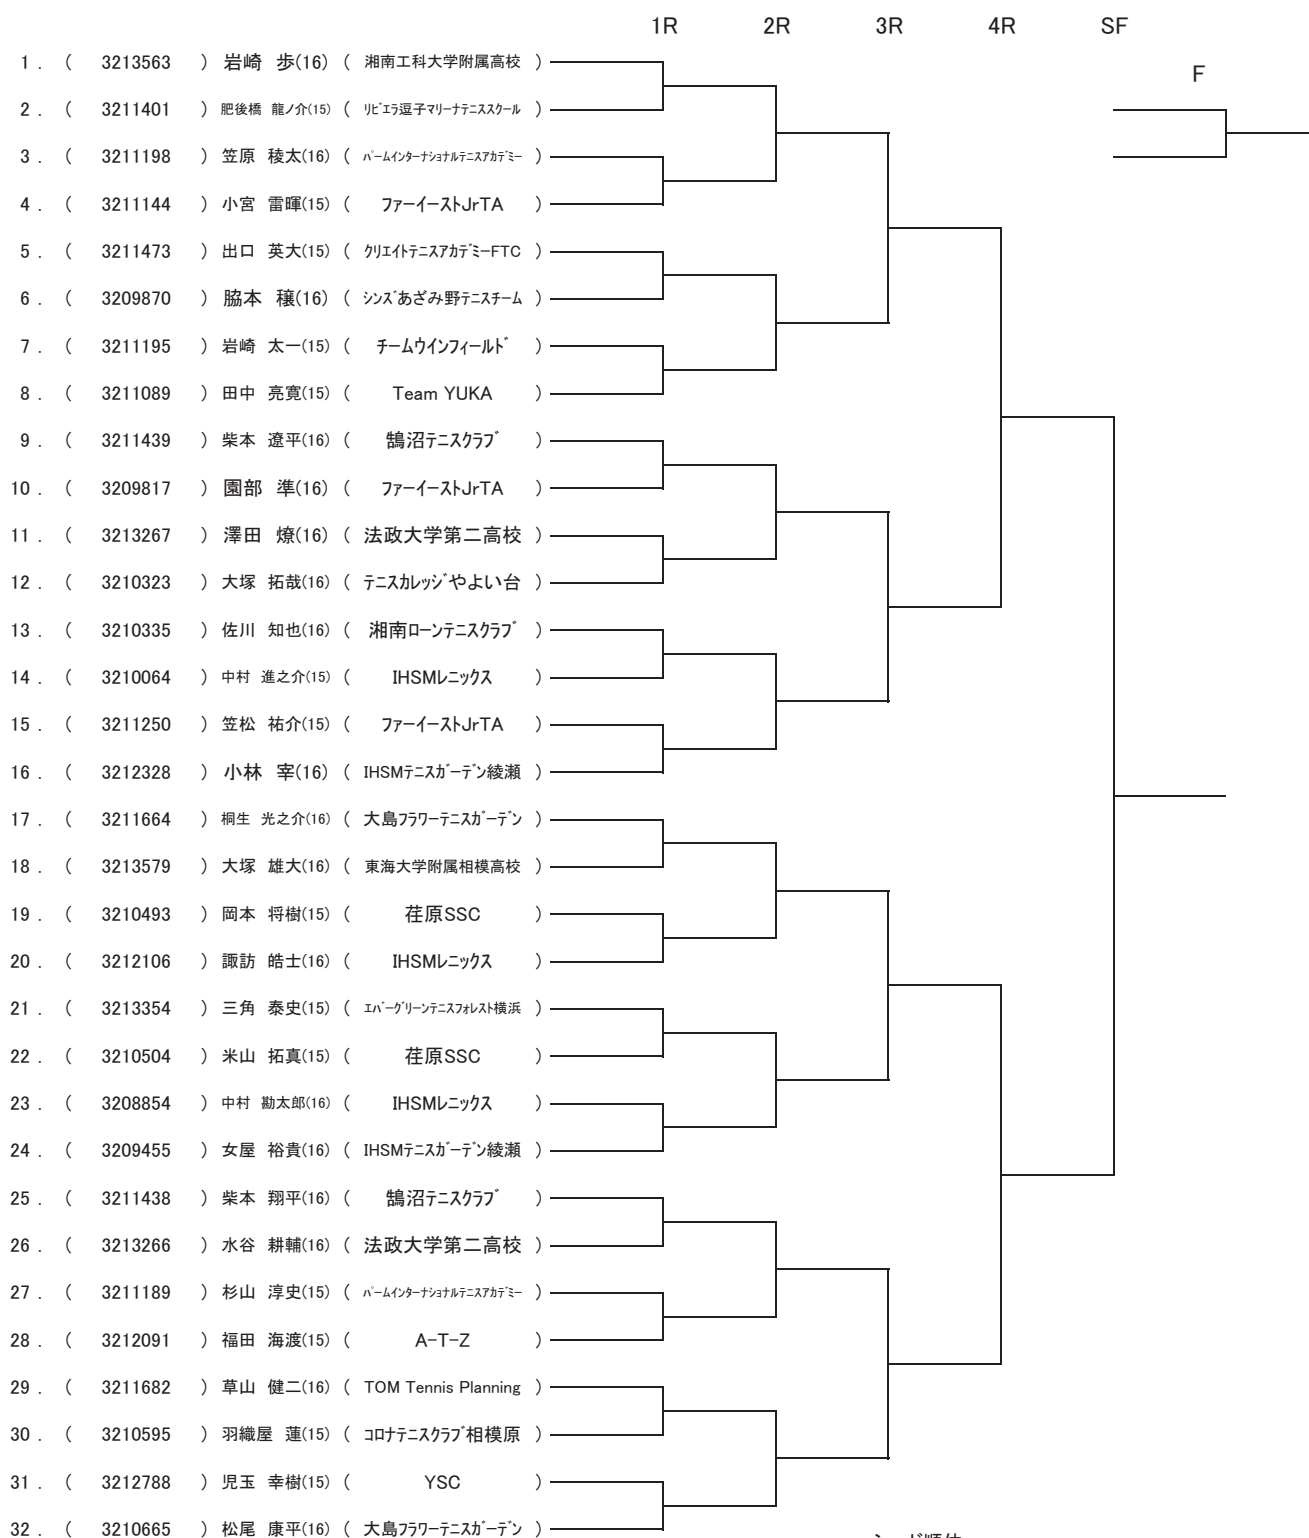 1R 2R 3R 4R SF
F
1 . ( 3213563 ) 岩崎 歩(16) ( 湘南工科大学附属高校 )
2 . ( 3211401 ) 肥後橋 龍ノ介(15) ( ﾘﾋﾞｴﾗ逗子ﾏﾘｰﾅﾃﾆｽｽｸｰﾙ )
3 . ( 3211198 ) 笠原 稜太(16) ( ﾊﾟｰﾑｲﾝﾀｰﾅｼｮﾅﾙﾃﾆｽｱｶﾃﾞﾐｰ )
4 . ( 3211144 ) 小宮 雷暉(15) ( ﾌｧｰｲｰｽﾄJrTA )
5 . ( 3211473 ) 出口 英大(15) ( ｸﾘｴｲﾄﾃﾆｽｱｶﾃﾞﾐｰFTC )
6 . ( 3209870 ) 脇本 穣(16) ( ｼﾝｽﾞあざみ野ﾃﾆｽﾁｰﾑ )
7 . ( 3211195 ) 岩崎 太一(15) ( ﾁｰﾑｳｲﾝﾌｨｰﾙﾄﾞ )
8 . ( 3211089 ) 田中 亮寛(15) ( Team YUKA )
9 . ( 3211439 ) 柴本 遼平(16) ( 鵠沼ﾃﾆｽｸﾗﾌﾞ )
10 . ( 3209817 ) 園部 準(16) ( ﾌｧｰｲｰｽﾄJrTA )
11 . ( 3213267 ) 澤田 燎(16) ( 法政大学第二高校 )
12 . ( 3210323 ) 大塚 拓哉(16) ( ﾃﾆｽｶﾚｯｼﾞやよい台 )
13 . ( 3210335 ) 佐川 知也(16) ( 湘南ﾛｰﾝﾃﾆｽｸﾗﾌﾞ )
14 . ( 3210064 ) 中村 進之介(15) ( IHSMﾚﾆｯｸｽ )
15 . ( 3211250 ) 笠松 祐介(15) ( ﾌｧｰｲｰｽﾄJrTA )
16 . ( 3212328 ) 小林 宰(16) ( IHSMﾃﾆｽｶﾞｰﾃﾞﾝ綾瀬 )
17 . ( 3211664 ) 桐生 光之介(16) ( 大島ﾌﾗﾜｰﾃﾆｽｶﾞｰﾃﾞﾝ )
18 . ( 3213579 ) 大塚 雄大(16) ( 東海大学附属相模高校 )
19 . ( 3210493 ) 岡本 将樹(15) ( 荏原SSC )
20 . ( 3212106 ) 諏訪 皓士(16) ( IHSMﾚﾆｯｸｽ )
21 . ( 3213354 ) 三角 泰史(15) ( ｴﾊﾞｰｸﾞﾘｰﾝﾃﾆｽﾌｫﾚｽﾄ横浜 )
22 . ( 3210504 ) 米山 拓真(15) ( 荏原SSC )
23 . ( 3208854 ) 中村 勘太郎(16) ( IHSMﾚﾆｯｸｽ )
24 . ( 3209455 ) 女屋 裕貴(16) ( IHSMﾃﾆｽｶﾞｰﾃﾞﾝ綾瀬 )
25 . ( 3211438 ) 柴本 翔平(16) ( 鵠沼ﾃﾆｽｸﾗﾌﾞ )
26 . ( 3213266 ) 水谷 耕輔(16) ( 法政大学第二高校 )
27 . ( 3211189 ) 杉山 淳史(15) ( ﾊﾟｰﾑｲﾝﾀｰﾅｼｮﾅﾙﾃﾆｽｱｶﾃﾞﾐｰ )
28 . ( 3212091 ) 福田 海渡(15) ( A-T-Z )
29 . ( 3211682 ) 草山 健二(16) ( TOM Tennis Planning )
30 . ( 3210595 ) 羽織屋 蓮(15) ( ｺﾛﾅﾃﾆｽｸﾗﾌﾞ相模原 )
31 . ( 3212788 ) 児玉 幸樹(15) ( YSC )
32 . ( 3210665 ) 松尾 康平(16) ( 大島ﾌﾗﾜｰﾃﾆｽｶﾞｰﾃﾞﾝ )